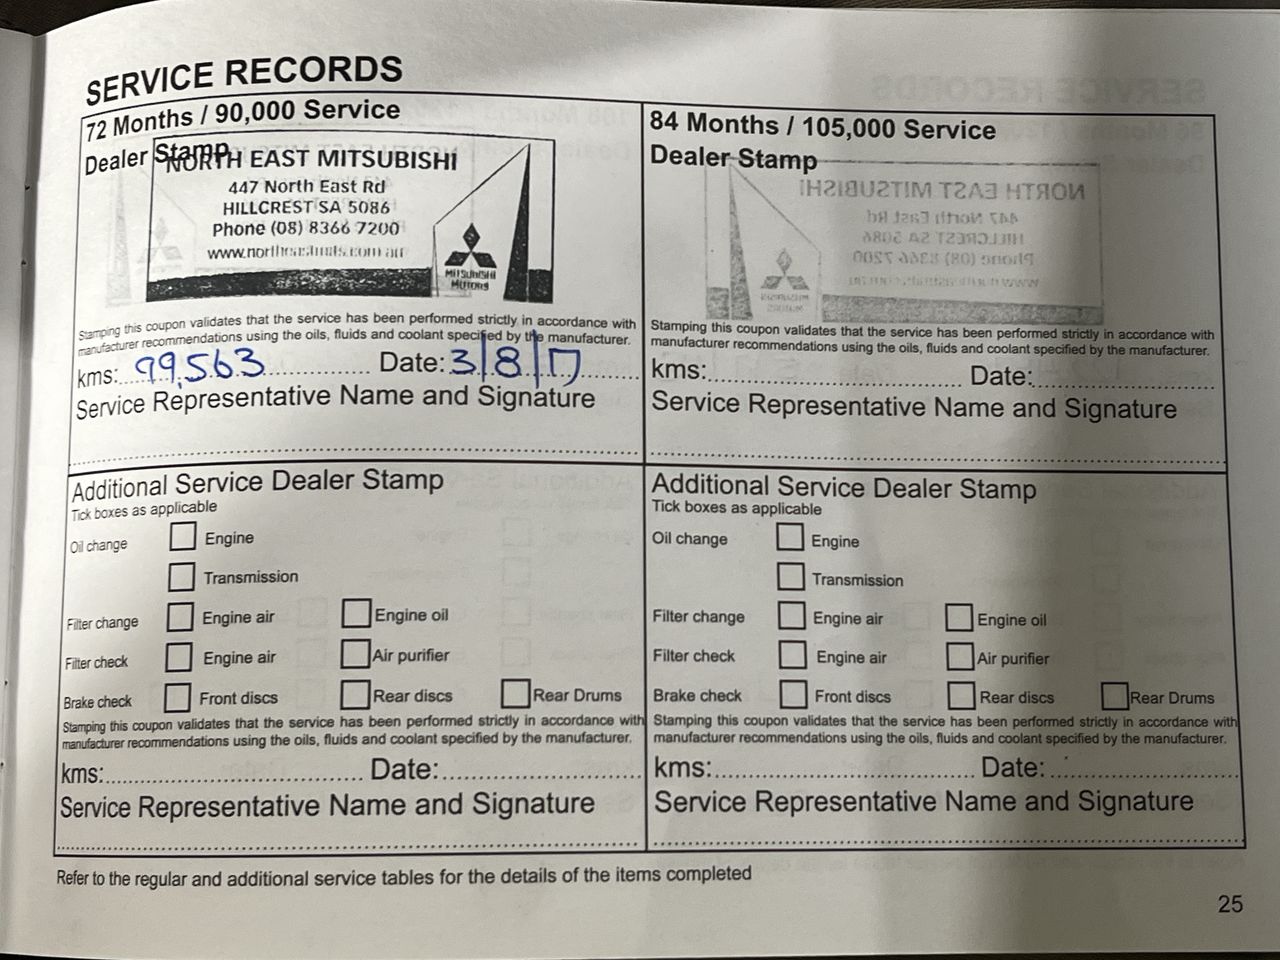 SERVICE RECORDS
72 Months / 90,000 Service
Dealer Stamp
NORTH EAST MITSUBISHI
447 North East Rd
HILLCREST SA 5086
Phone (08) 8366 7200
MITSUBISHI
MOTORS
Stamping this coupon validates that the service has been performed strictly in accordance with
manufacturer recommendations using the oils, fluids and coolant specified by the manufacturer.
kms: 99,563 Date: 3/8/17
Service Representative Name and Signature
84 Months / 105,000 Service
Dealer Stamp
Stamping this coupon validates that the service has been performed strictly in accordance with
manufacturer recommendations using the oils, fluids and coolant specified by the manufacturer.
kms: Date:
Service Representative Name and Signature
Additional Service Dealer Stamp
Tick boxes as applicable
Oil change Engine
Transmission
Filter change Engine air Engine oil
Filter check Engine air Air purifier
Brake check Front discs Rear discs Rear Drums
Stamping this coupon validates that the service has been performed strictly in accordance with
manufacturer recommendations using the oils, fluids and coolant specified by the manufacturer.
kms: Date:
Service Representative Name and Signature
Additional Service Dealer Stamp
Tick boxes as applicable
Oil change Engine
Transmission
Filter change Engine air Engine oil
Filter check Engine air Air purifier
Brake check Front discs Rear discs Rear Drums
Stamping this coupon validates that the service has been performed strictly in accordance with
manufacturer recommendations using the oils, fluids and coolant specified by the manufacturer.
kms: Date:
Service Representative Name and Signature
Refer to the regular and additional service tables for the details of the items completed
25